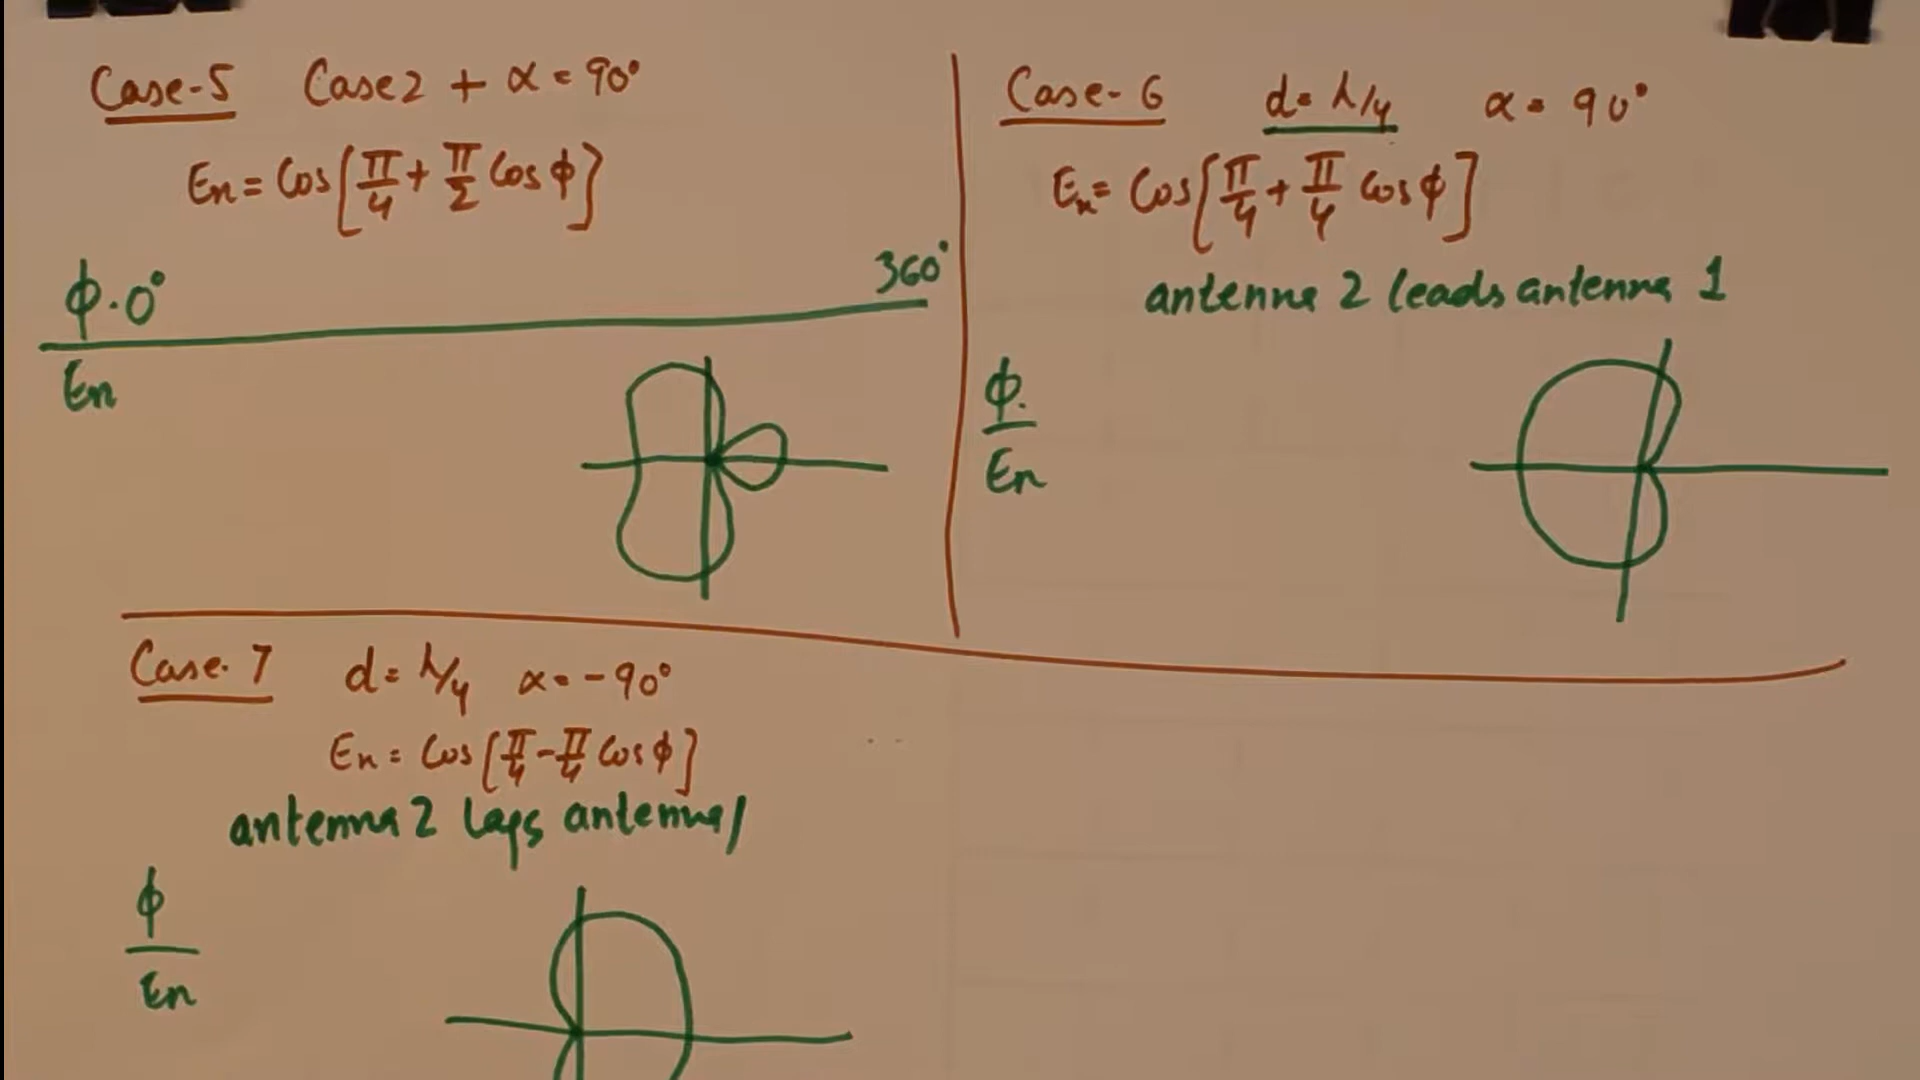 Case-5 Case2 + α = 90°
En = Cos[π/4 + π/2 Cos ϕ]
ϕ. 0° 360°
En
Case-6 d = λ/4 α = 90°
En = Cos[π/4 + π/4 Cos ϕ]
antenna 2 leads antenna 1
ϕ.
En
Case-7 d = λ/4 α = -90°
En = Cos[π/4 - π/4 Cos ϕ]
antenna 2 lags antenna 1
ϕ
En